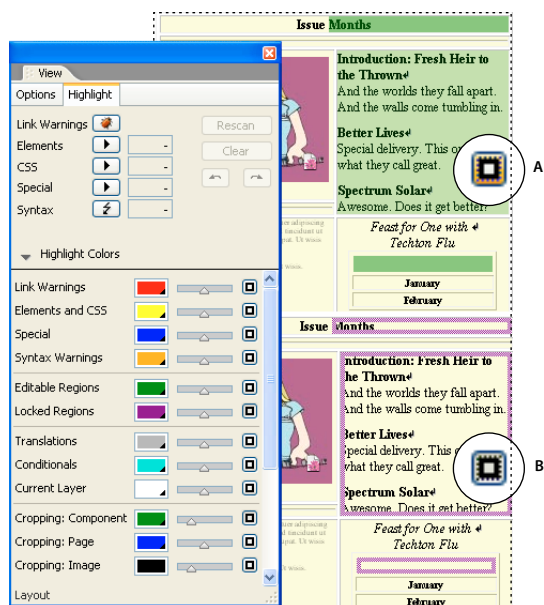 Issue Months
View
Options Highlight
Link Warnings
Rescan
Elements -
Clear
CSS -
Special -
Syntax -
Highlight Colors
Link Warnings
Elements and CSS
Special
Syntax Warnings
Editable Regions
Locked Regions
Translations
Conditionals
Current Layer
Cropping: Component
Cropping: Page
Cropping: Image
Layout
Introduction: Fresh Heir to
the Thrown↵
And the worlds they fall apart.
And the walls come tumbling in.
Better Lives↵
Special delivery. This
what they call great.
Spectrum Solar↵
Awesome. Does it get better?
A
Feast for One with ↵
Techton Flu
January
February
Issue Months
ntroduction: Fresh Heir to
he Thrown↵
And the worlds they fall apart.
And the walls come tumbling in.
Better Lives↵
pecial delivery. This
what they call great.
Spectrum Solar↵
Awesome. Does it get better?
B
Feast for One with ↵
Techton Flu
January
February